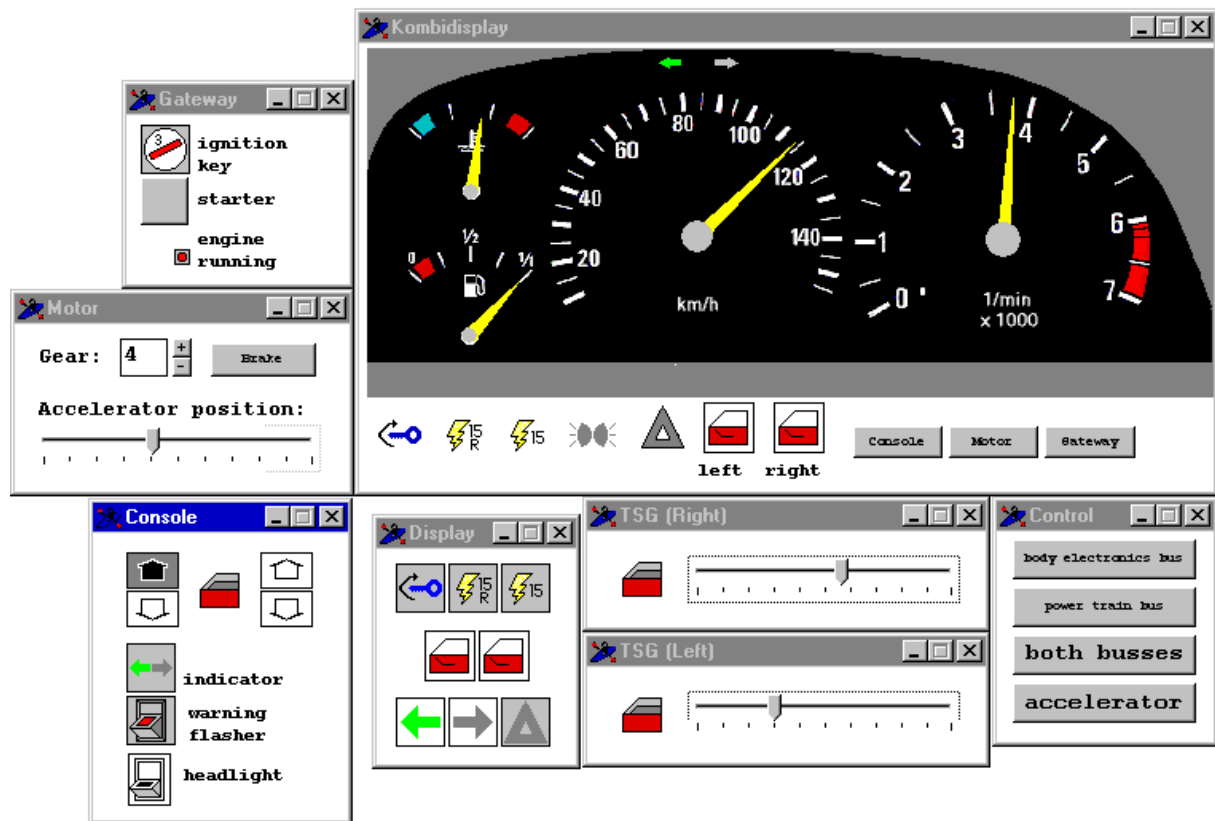 Kombidisplay
Gateway
3
ignition
key
starter
engine
running
80
100
60
120
40
20
140
km/h
0
1/2
1/1
3
4
2
5
1
6
0
7
1/min
x 1000
Motor
Gear:
4
+
-
Brake
Accelerator position:
15
R
15
left
right
Console
Motor
Gateway
Console
indicator
warning
flasher
headlight
Display
15
R
15
TSG (Right)
TSG (Left)
Control
body electronics bus
power train bus
both busses
accelerator